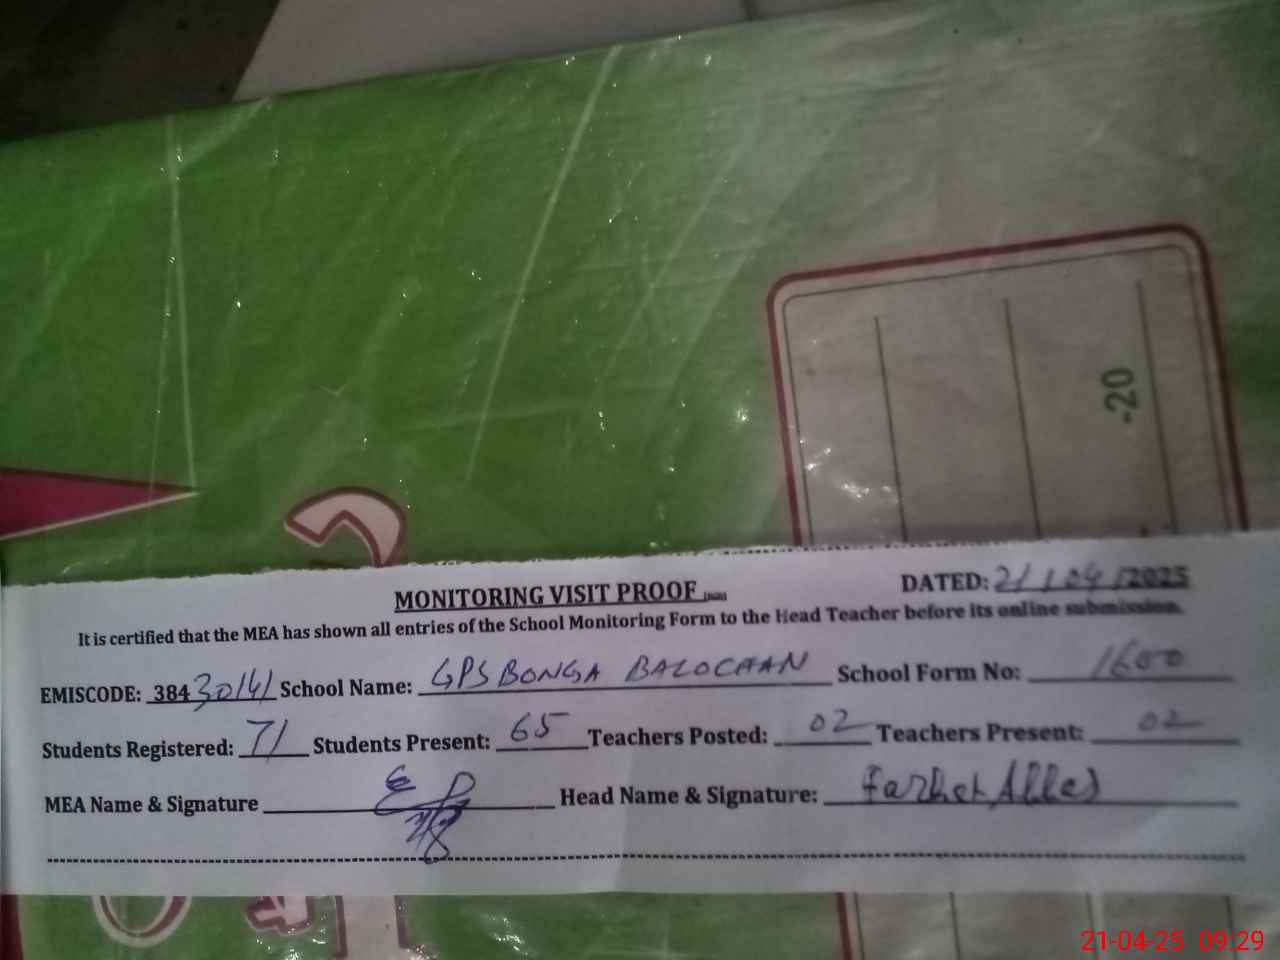 -20
MONITORING VISIT PROOF
DATED: 21/04/2025
It is certified that the MEA has shown all entries of the School Monitoring Form to the Head Teacher before its online submission.
EMISCODE: 38430141 School Name: GPS BONGA BALOCHAN School Form No: 1600
Students Registered: 71 Students Present: 65 Teachers Posted: 02 Teachers Present: 02
MEA Name & Signature Head Name & Signature: Farhet Abbas
21-04-25 09:29